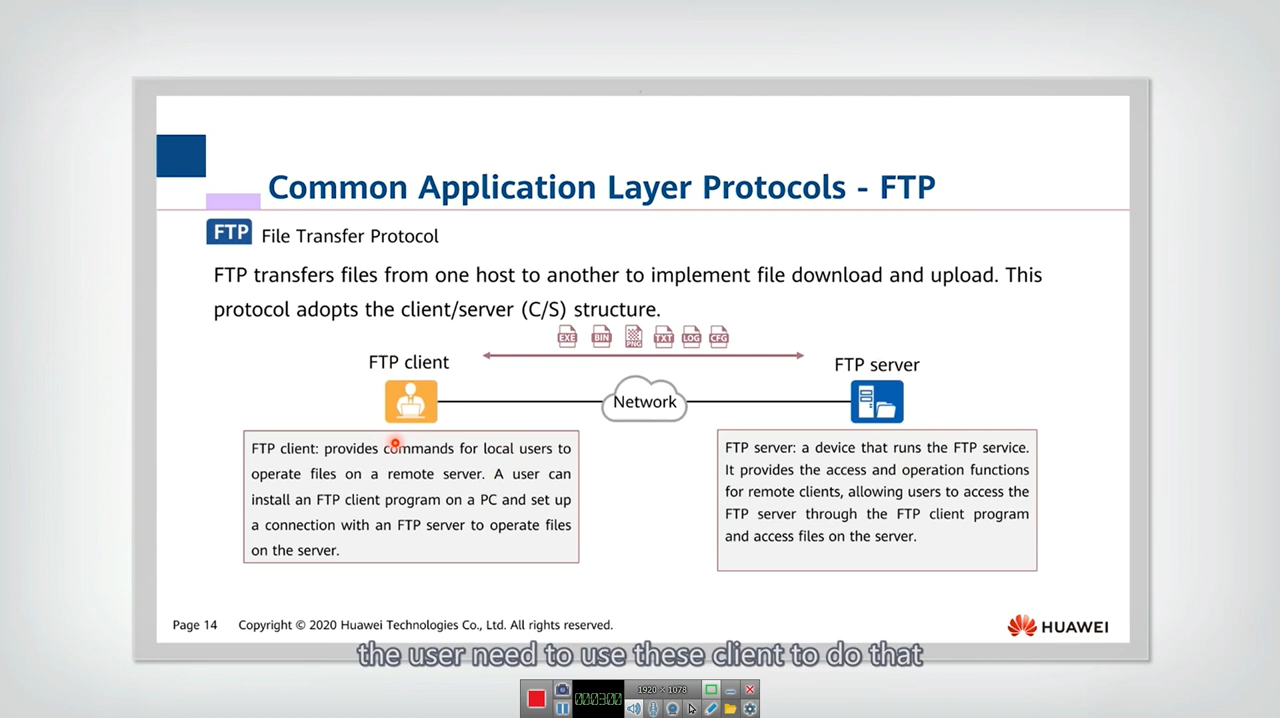 Common Application Layer Protocols - FTP
FTP File Transfer Protocol
FTP transfers files from one host to another to implement file download and upload. This
protocol adopts the client/server (C/S) structure.
EXE BIN PNG TXT LOG CFG
FTP client
FTP server
Network
FTP client: provides commands for local users to
operate files on a remote server. A user can
install an FTP client program on a PC and set up
a connection with an FTP server to operate files
on the server.
FTP server: a device that runs the FTP service.
It provides the access and operation functions
for remote clients, allowing users to access the
FTP server through the FTP client program
and access files on the server.
Page 14 Copyright © 2020 Huawei Technologies Co., Ltd. All rights reserved.
HUAWEI
the user need to use these client to do that
1920 × 1078
000300